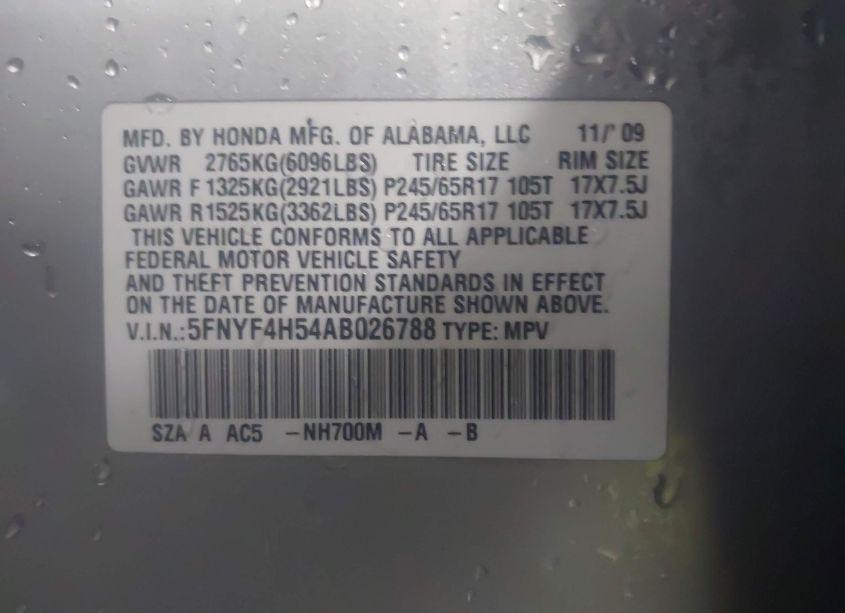 MFD. BY HONDA MFG. OF ALABAMA, LLC 11/' 09
GVWR 2765KG(6096LBS) TIRE SIZE RIM SIZE
GAWR F 1325KG(2921LBS) P245/65R17 105T 17X7.5J
GAWR R1525KG(3362LBS) P245/65R17 105T 17X7.5J
THIS VEHICLE CONFORMS TO ALL APPLICABLE
FEDERAL MOTOR VEHICLE SAFETY
AND THEFT PREVENTION STANDARDS IN EFFECT
ON THE DATE OF MANUFACTURE SHOWN ABOVE.
V.I.N.:5FNYF4H54AB026788 TYPE: MPV
SZA A AC5 -NH700M -A -B